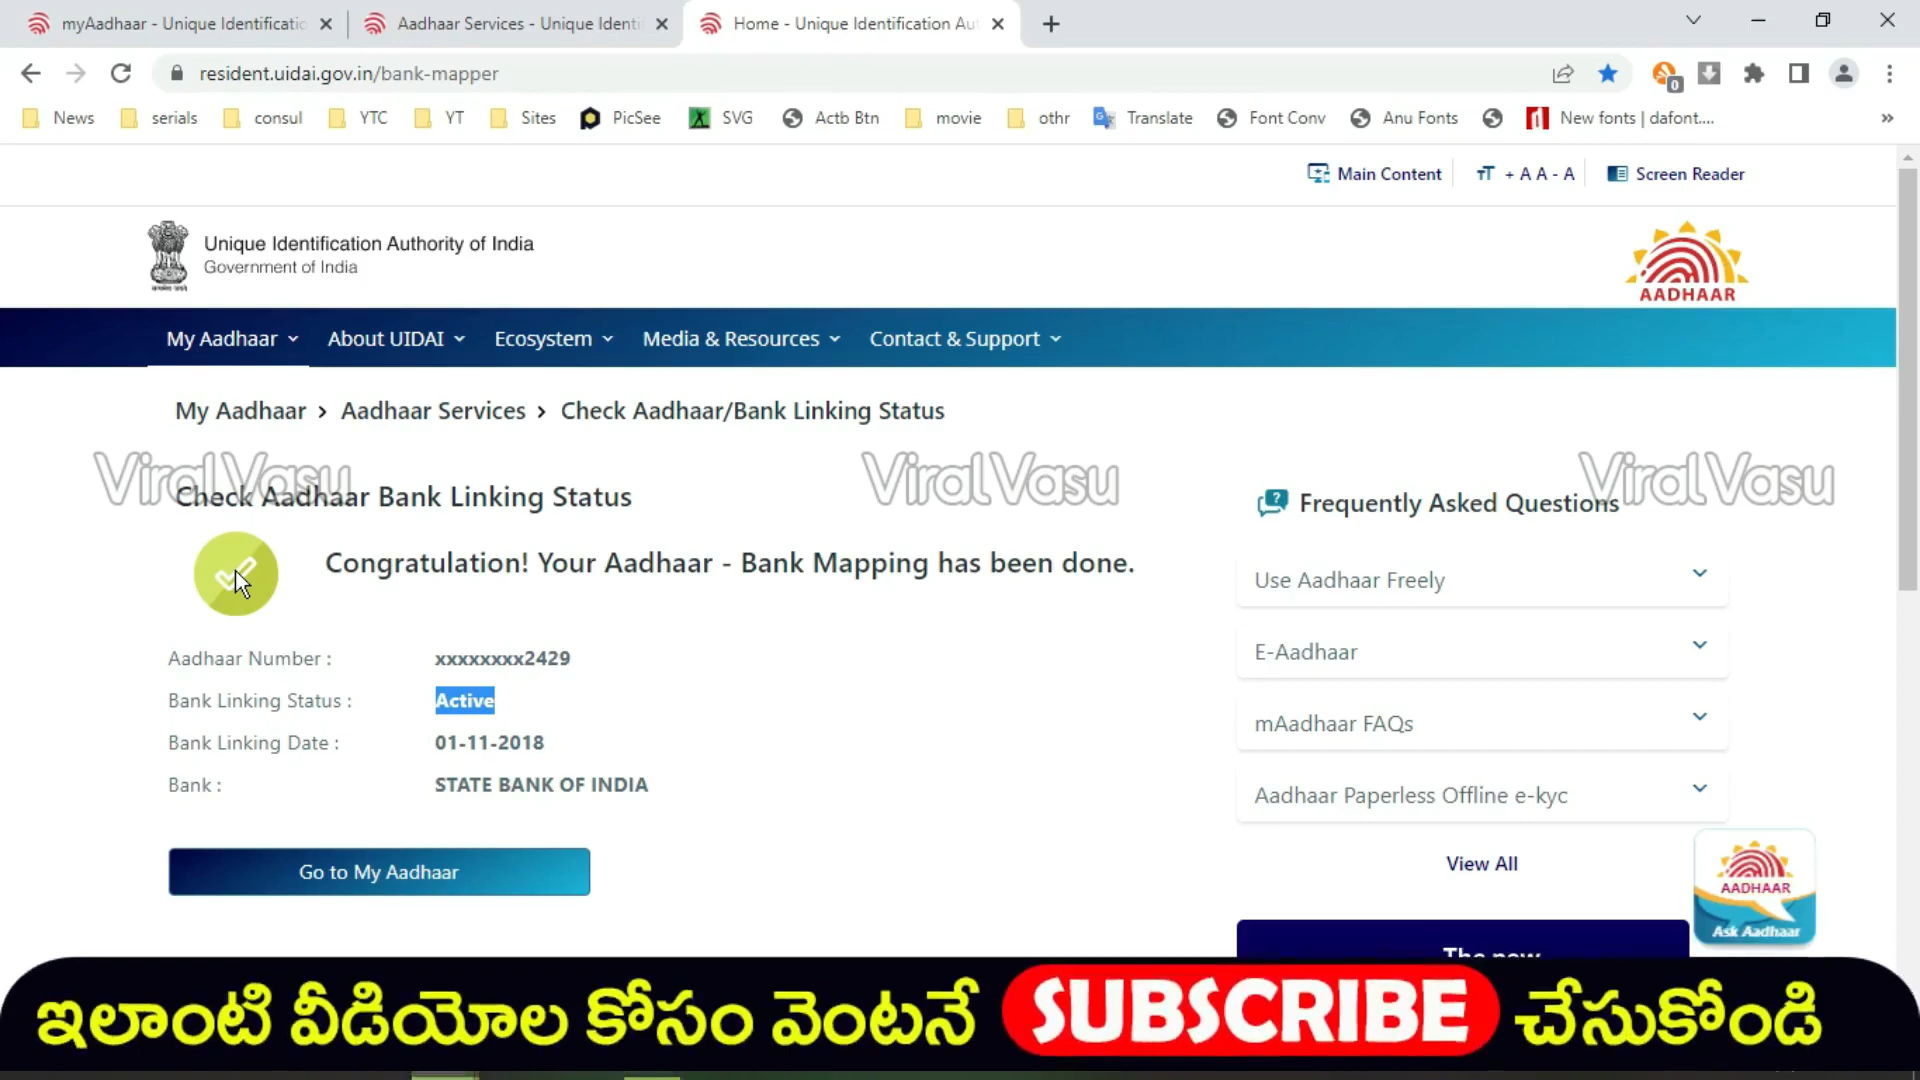 myAadhaar - Unique Identificatio
Aadhaar Services - Unique Identi
Home - Unique Identification Au
resident.uidai.gov.in/bank-mapper
0
News serials consul YTC YT Sites PicSee SVG Actb Btn movie othr Translate Font Conv Anu Fonts New fonts | dafont.... »
Main Content
TT + A A - A
Screen Reader
Unique Identification Authority of India
Government of India
AADHAAR
My Aadhaar About UIDAI Ecosystem Media & Resources Contact & Support
My Aadhaar > Aadhaar Services > Check Aadhaar/Bank Linking Status
ViralVasu ViralVasu ViralVasu
Check Aadhaar Bank Linking Status
Congratulation! Your Aadhaar - Bank Mapping has been done.
Aadhaar Number : xxxxxxxx2429
Bank Linking Status : Active
Bank Linking Date : 01-11-2018
Bank : STATE BANK OF INDIA
Go to My Aadhaar
Frequently Asked Questions
Use Aadhaar Freely
E-Aadhaar
mAadhaar FAQs
Aadhaar Paperless Offline e-kyc
View All
AADHAAR
Ask Aadhaar
The new
ఇలాంటి వీడియోల కోసం వెంటనే SUBSCRIBE చేసుకోండి